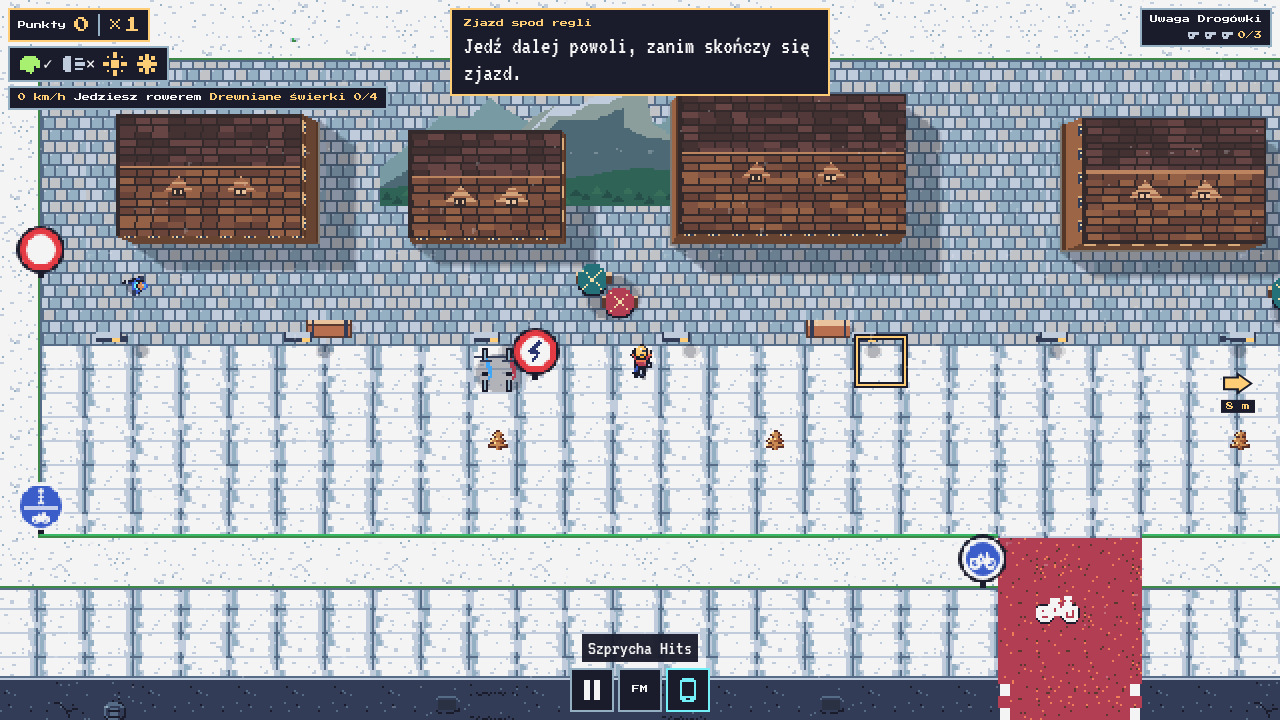 Punkty 0 × 1
Zjazd spod regli
Jedź dalej powoli, zanim skończy się
zjazd.
Uwaga Drogówki
0/3
0 km/h Jedziesz rowerem Drewniane świerki 0/4
8 m
Szprycha Hits
FM